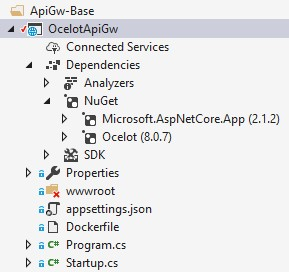 ApiGw-Base
OcelotApiGw
Connected Services
Dependencies
Analyzers
NuGet
Microsoft.AspNetCore.App (2.1.2)
Ocelot (8.0.7)
SDK
Properties
wwwroot
appsettings.json
Dockerfile
C# Program.cs
C# Startup.cs